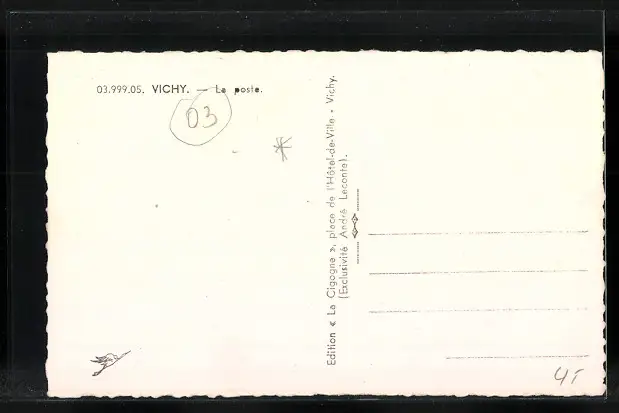 03.999.05. VICHY. — La poste.
03
*
Edition « La Cigogne », place de l'Hôtel-de-Ville - Vichy.
(Exclusivité André Leconte).